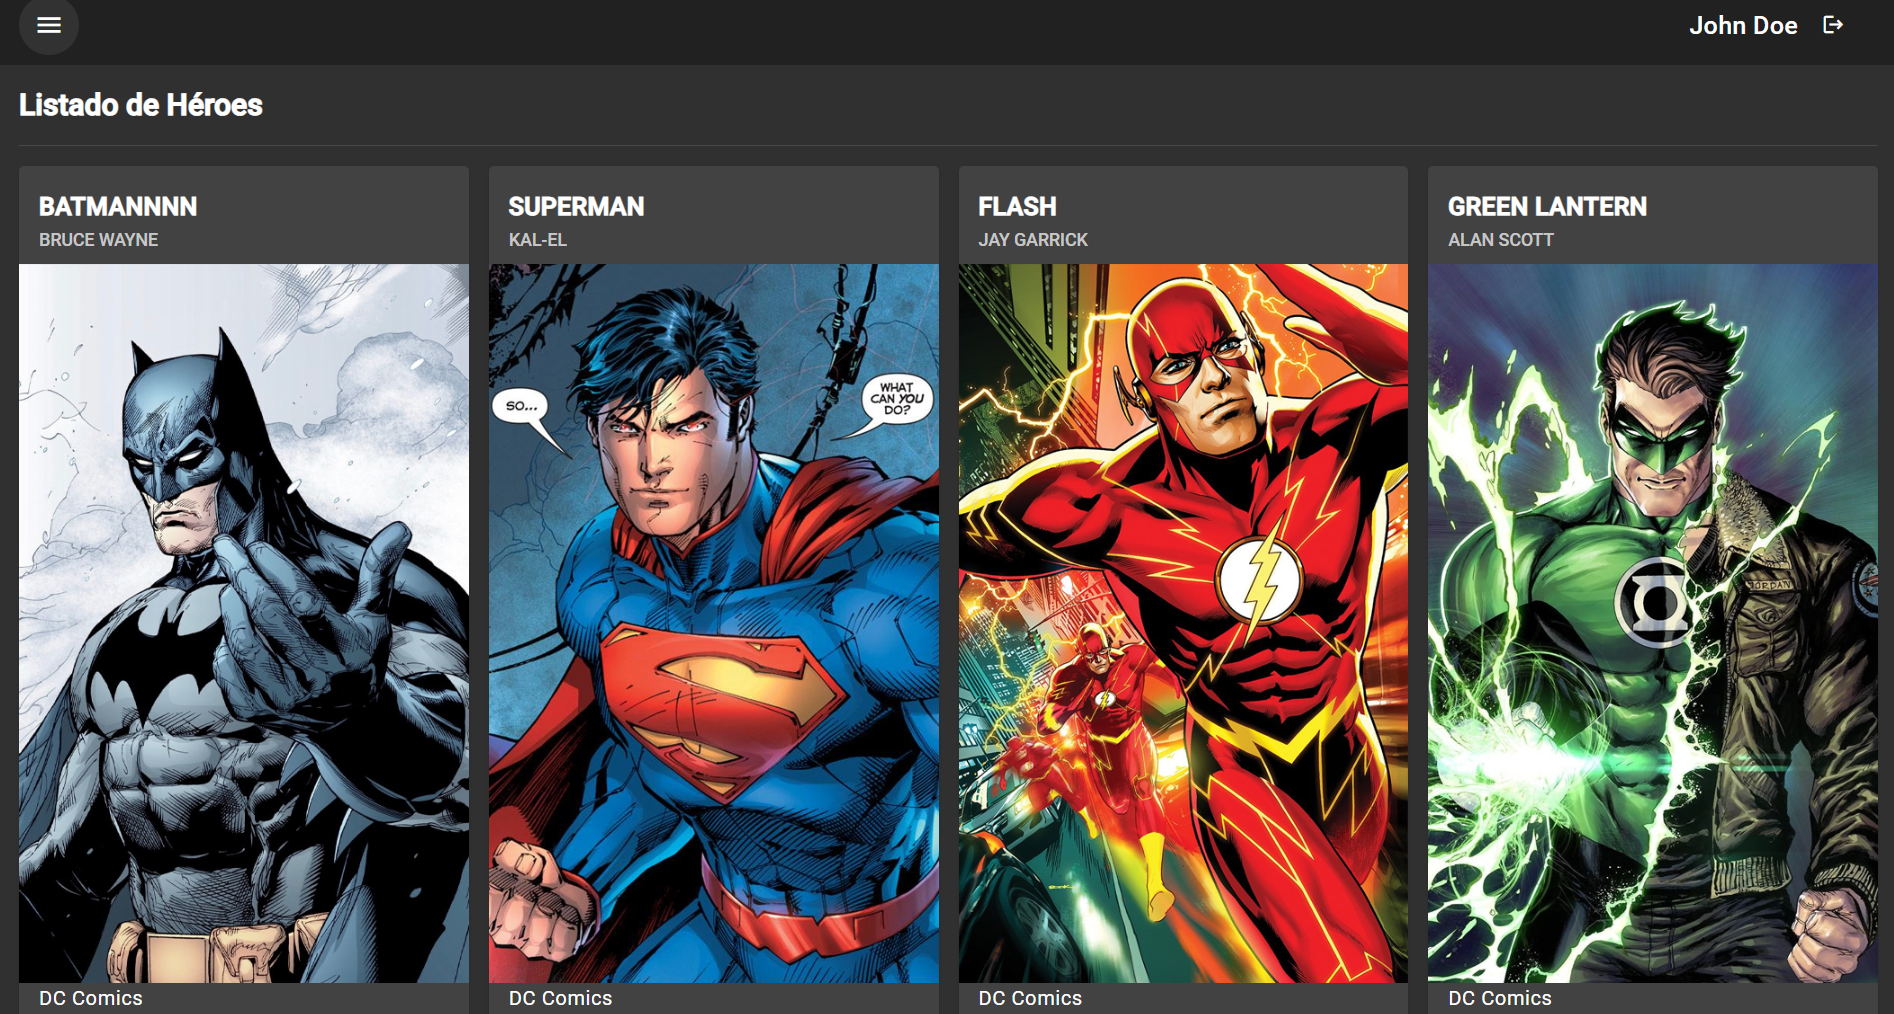 John Doe
Listado de Héroes
BATMANNNN
BRUCE WAYNE
SUPERMAN
KAL-EL
FLASH
JAY GARRICK
GREEN LANTERN
ALAN SCOTT
SO...
WHAT
CAN YOU
DO?
JORDAN
DC Comics
DC Comics
DC Comics
DC Comics